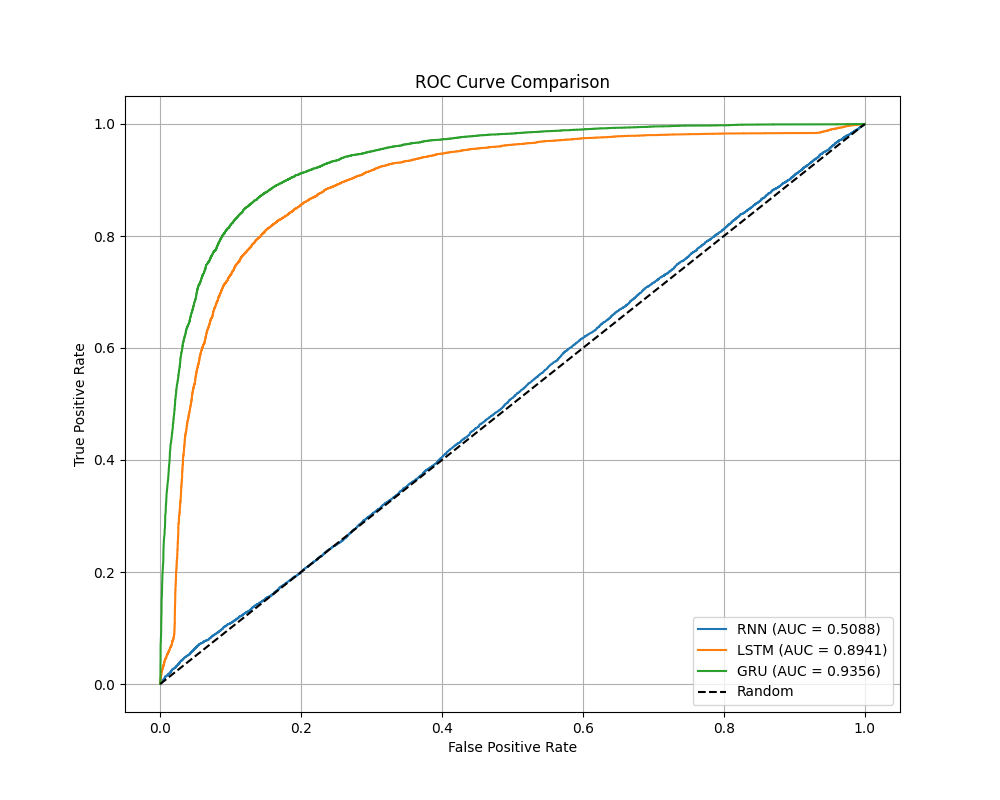 ROC Curve Comparison
True Positive Rate
1.0
0.8
0.6
0.4
0.2
0.0
0.0 0.2 0.4 0.6 0.8 1.0
False Positive Rate
RNN (AUC = 0.5088)
LSTM (AUC = 0.8941)
GRU (AUC = 0.9356)
Random